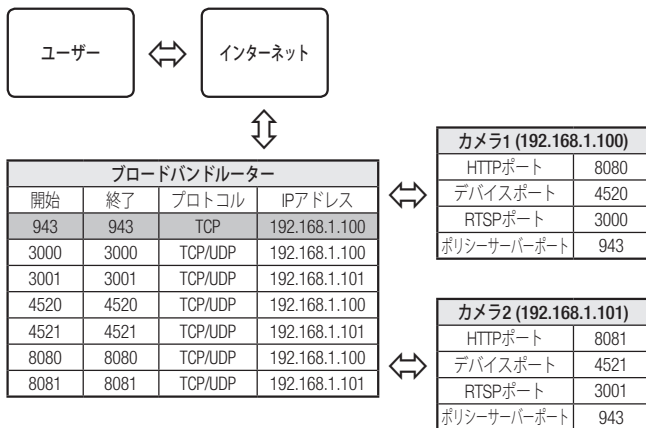 ユーザー
インターネット
ブロードバンドルーター
開始 終了 プロトコル IPアドレス
943 943 TCP 192.168.1.100
3000 3000 TCP/UDP 192.168.1.100
3001 3001 TCP/UDP 192.168.1.101
4520 4520 TCP/UDP 192.168.1.100
4521 4521 TCP/UDP 192.168.1.101
8080 8080 TCP/UDP 192.168.1.100
8081 8081 TCP/UDP 192.168.1.101
カメラ1 (192.168.1.100)
HTTPポート 8080
デバイスポート 4520
RTSPポート 3000
ポリシーサーバーポート 943
カメラ2 (192.168.1.101)
HTTPポート 8081
デバイスポート 4521
RTSPポート 3001
ポリシーサーバーポート 943